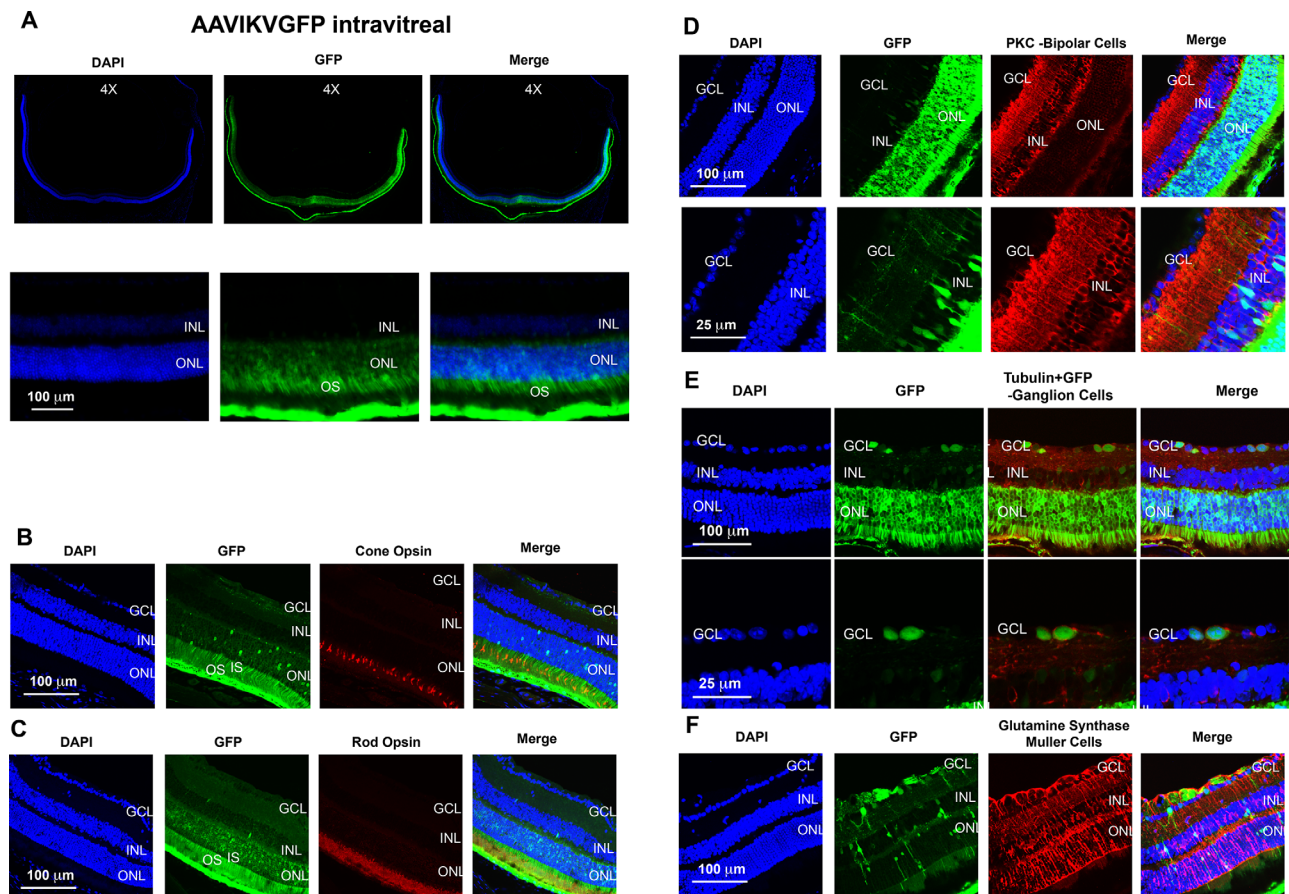 A
AAVIKVGFP intravitreal
DAPI GFP Merge
4X 4X 4X
INL INL INL
ONL ONL ONL
OS OS
100 μm
B
DAPI GFP Cone Opsin Merge
GCL GCL GCL GCL
INL INL INL INL
OS IS
ONL ONL ONL ONL
100 μm
C
DAPI GFP Rod Opsin Merge
GCL GCL GCL GCL
INL INL INL INL
OS IS
ONL ONL ONL ONL
100 μm
D
DAPI GFP PKC -Bipolar Cells Merge
GCL GCL GCL GCL
INL ONL INL ONL INL ONL INL ONL
100 μm
GCL GCL GCL GCL
INL INL INL INL
25 μm
E
DAPI GFP Tubulin+GFP Merge
-Ganglion Cells
GCL GCL GCL GCL
INL INL INL INL
ONL ONL ONL ONL
100 μm
GCL GCL GCL GCL
25 μm
F
DAPI GFP Glutamine Synthase Merge
Muller Cells
GCL GCL GCL GCL
INL INL INL INL
ONL ONL ONL ONL
100 μm